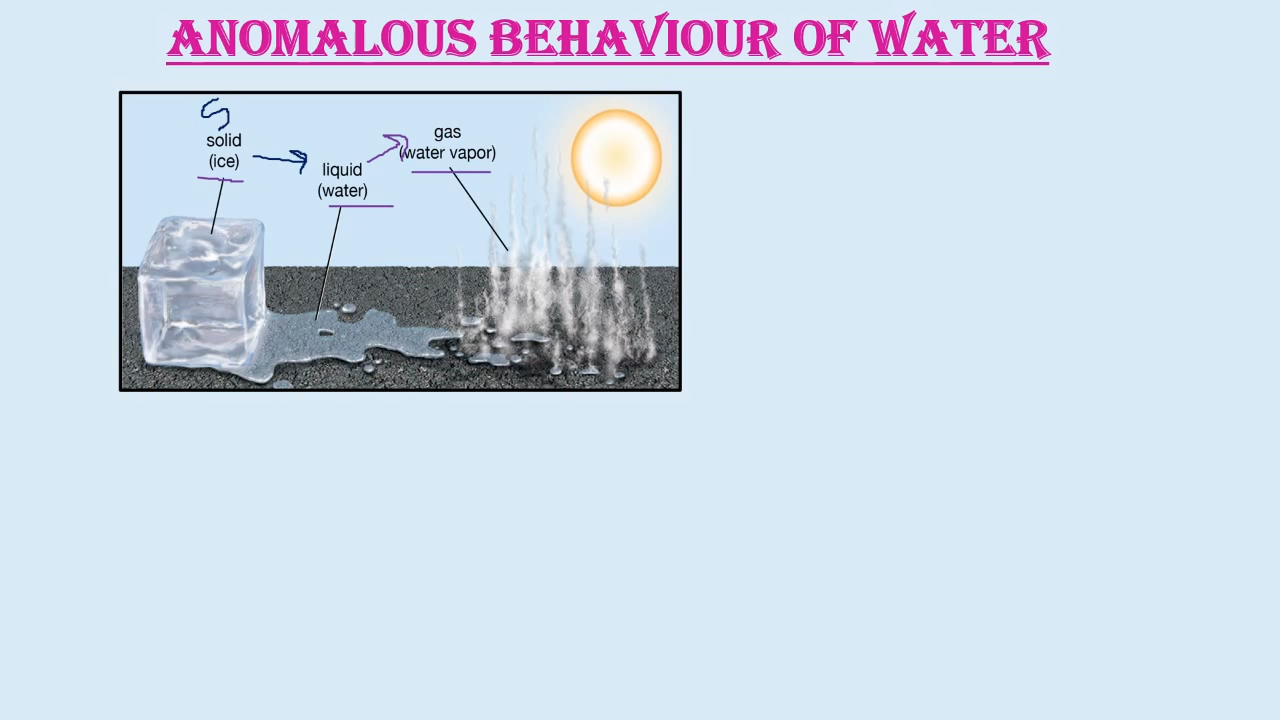 ANOMALOUS BEHAVIOUR OF WATER
S
solid
(ice)
liquid
(water)
gas
(water vapor)